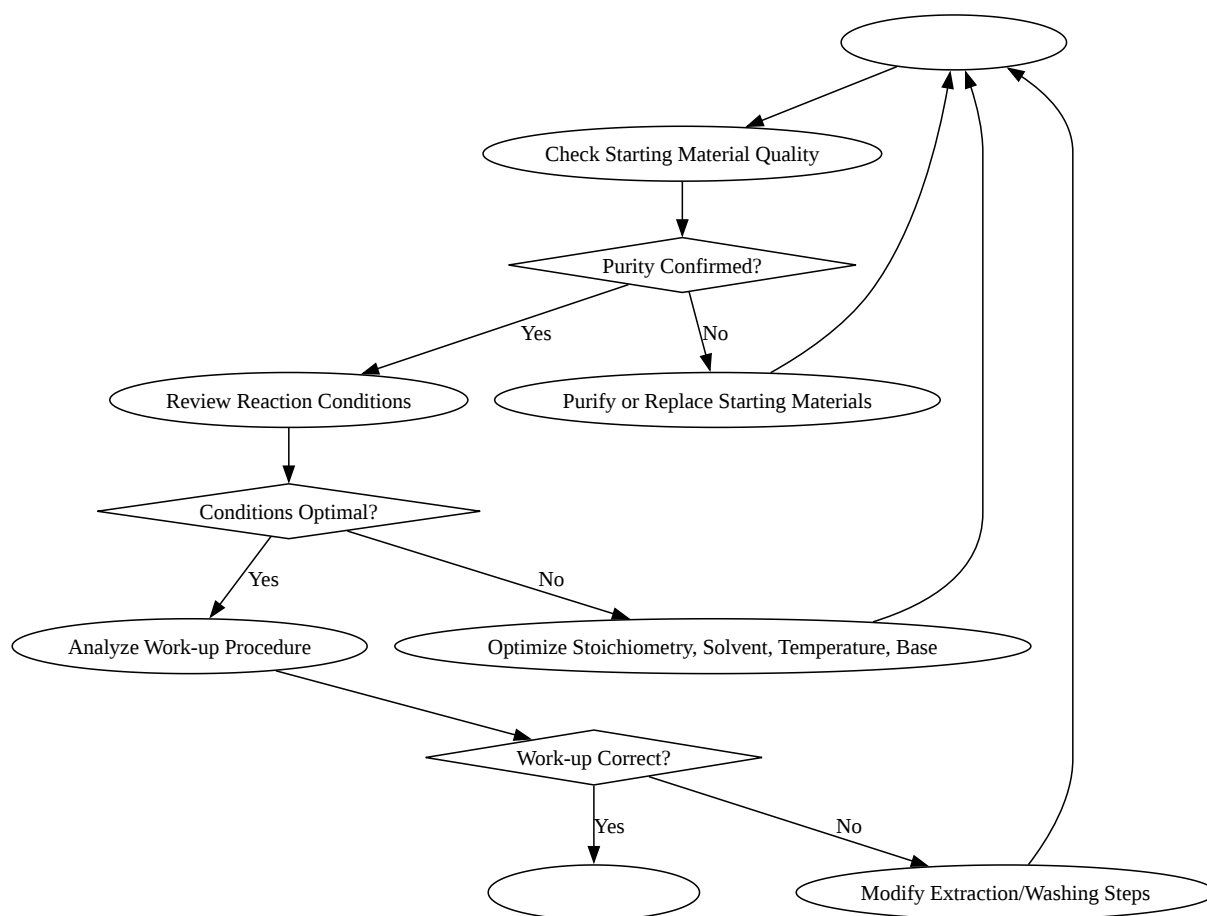 Check Starting Material Quality
Purity Confirmed?
Yes
No
Review Reaction Conditions
Purify or Replace Starting Materials
Conditions Optimal?
Yes
No
Analyze Work-up Procedure
Optimize Stoichiometry, Solvent, Temperature, Base
Work-up Correct?
Yes
No
Modify Extraction/Washing Steps